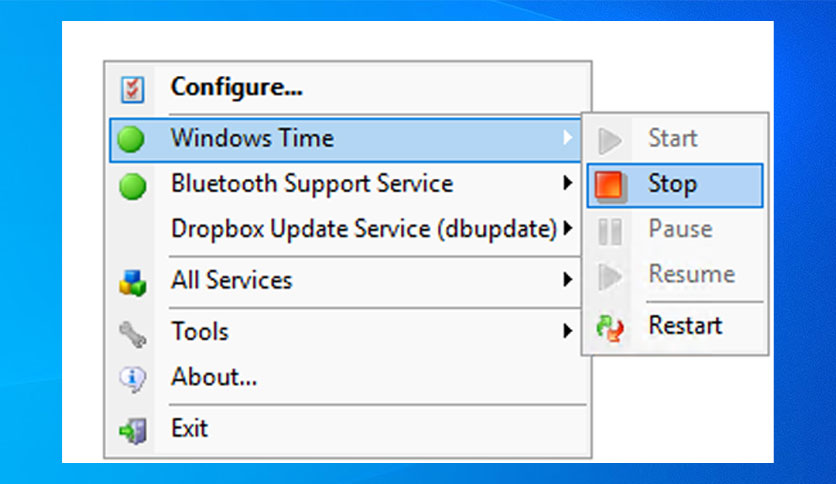 Configure...
Windows Time
Bluetooth Support Service
Dropbox Update Service (dbupdate)
All Services
Tools
About...
Exit
Start
Stop
Pause
Resume
Restart